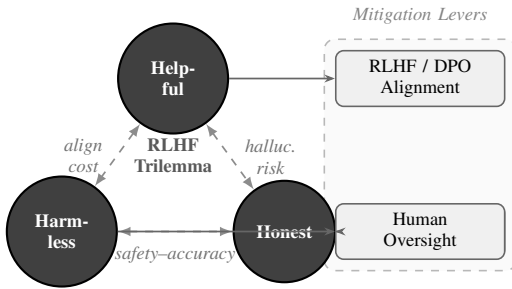 Mitigation Levers
Help-
ful
RLHF / DPO
Alignment
align
cost
RLHF
Trilemma
halluc.
risk
Harm-
less
Honest
Human
Oversight
safety–accuracy